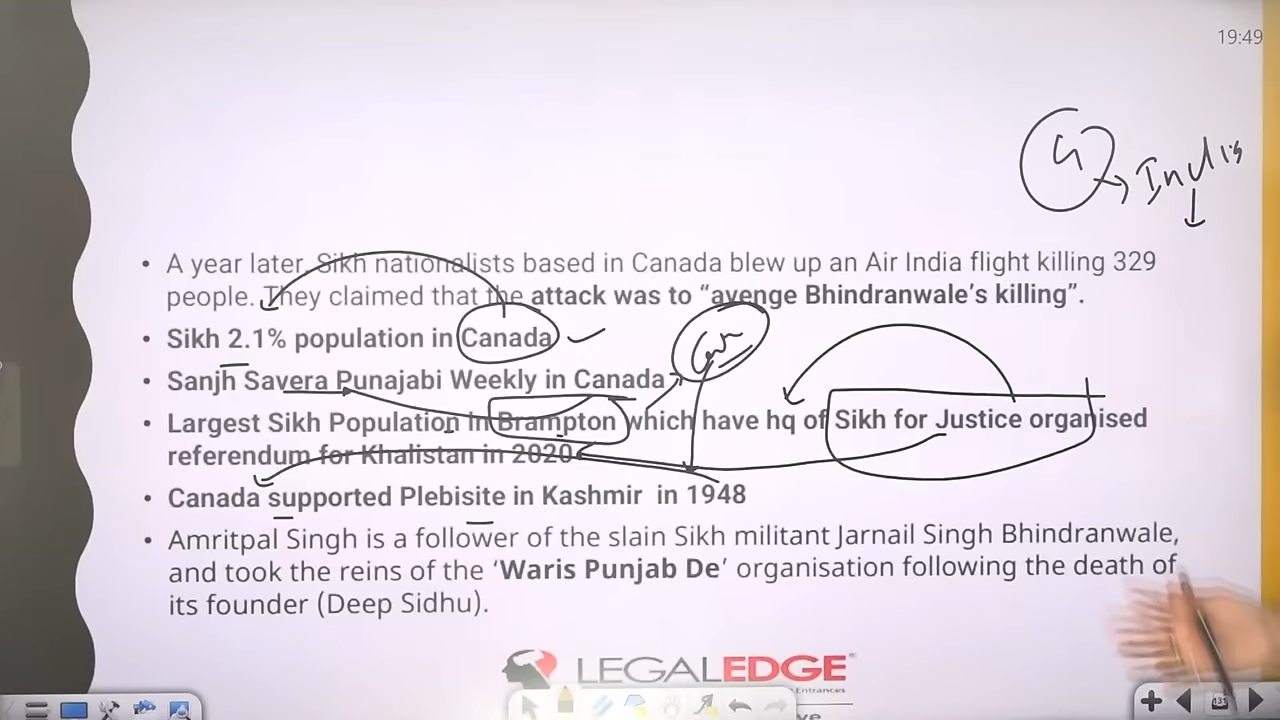 19:49
India
• A year later, Sikh nationalists based in Canada blew up an Air India flight killing 329
people. They claimed that the attack was to “avenge Bhindranwale’s killing”.
• Sikh 2.1% population in Canada
• Sanjh Savera Punajabi Weekly in Canada
• Largest Sikh Population in Brampton which have hq of Sikh for Justice organised
referendum for Khalistan in 2020
• Canada supported Plebisite in Kashmir in 1948
• Amritpal Singh is a follower of the slain Sikh militant Jarnail Singh Bhindranwale,
and took the reins of the ‘Waris Punjab De’ organisation following the death of
its founder (Deep Sidhu).
LEGALEDGE
Entrances